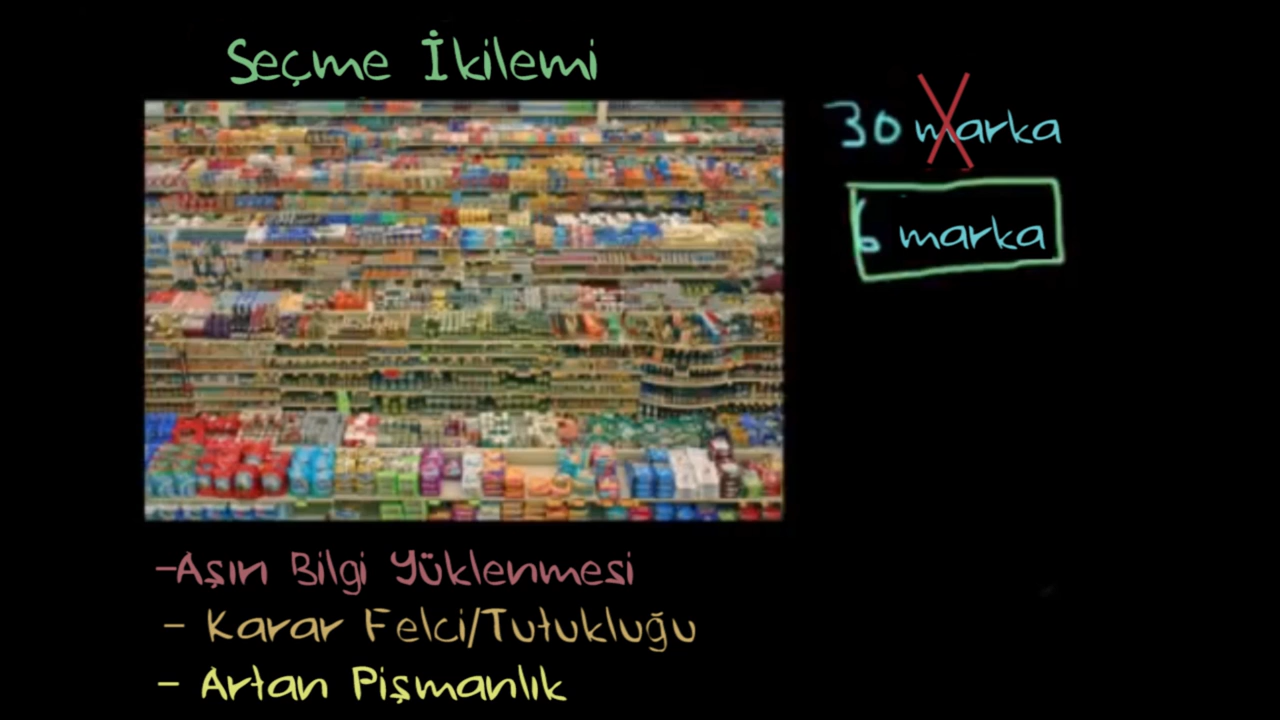 Seçme İkilemi
30 marka
6 marka
-Aşırı Bilgi Yüklenmesi
- Karar Felci/Tutukluğu
- Artan Pişmanlık